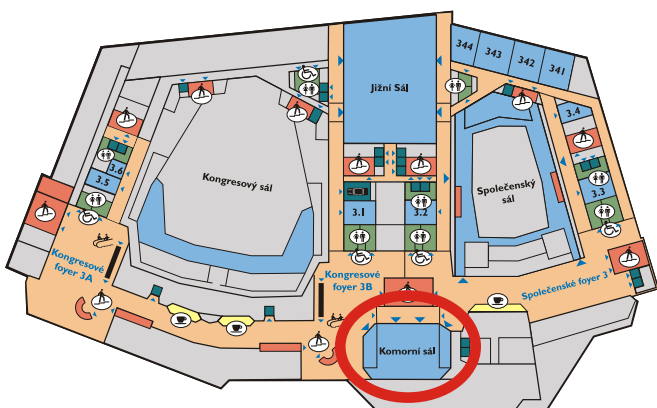 344
343
342
341
Jižní Sál
3.4
3.6
3.5
Kongresový sál
Společenský
sál
3.3
3.1
3.2
Kongresové
foyer 3A
Kongresové
foyer 3B
Společenské foyer 3
Komorní sál